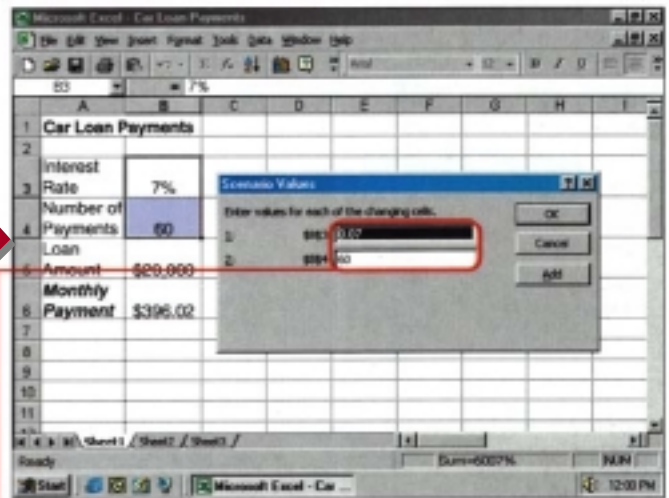 Microsoft Excel - Car Loan Payments
File Edit View Insert Format Tools Data Window Help
Arial 12 B I U
B3 = 7%
A B C D E F G H I
1 Car Loan Payments
2
Interest
3 Rate 7%
Number of
4 Payments 60
Loan
5 Amount $20,000
Monthly
6 Payment $396.02
7
8
9
10
11
Scenario Values
Enter values for each of the changing cells.
1: $B$3 0.07
2: $B$4 60
OK
Cancel
Add
Sheet1 Sheet2 Sheet3
Ready Sum=6007% NUM
Start Microsoft Excel - Car ... 12:00 PM